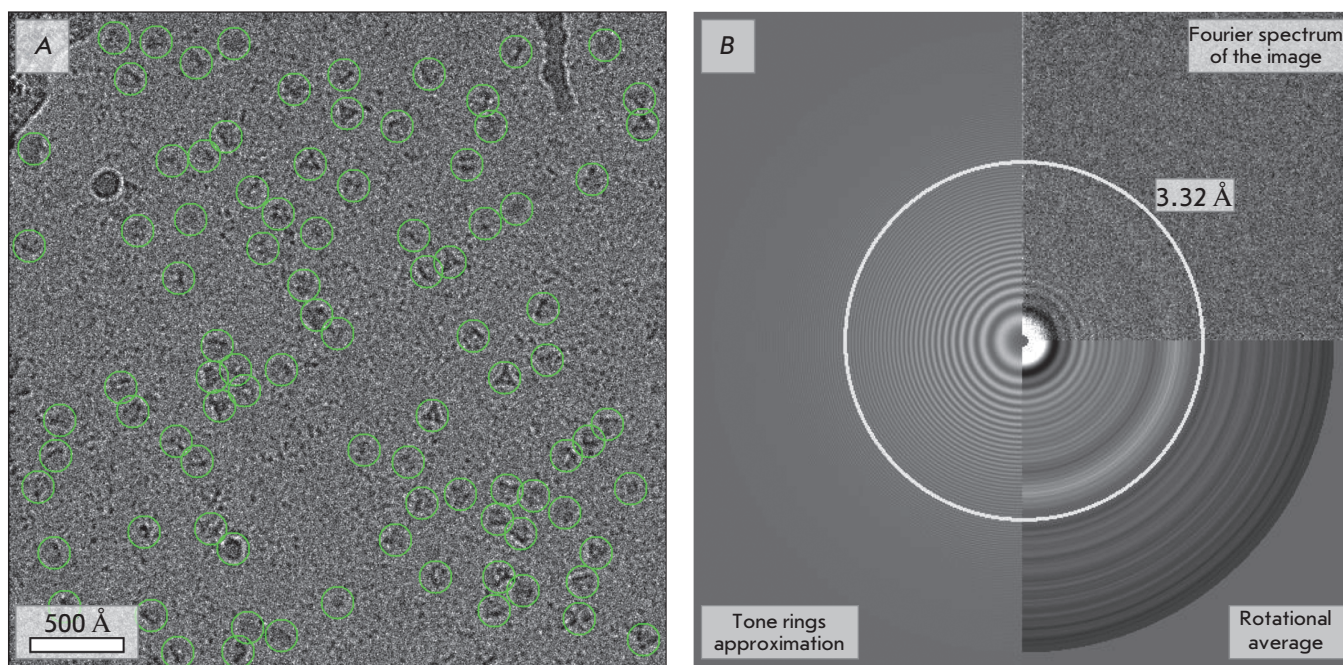 A
500 Å
B
Fourier spectrum
of the image
3.32 Å
Tone rings
approximation
Rotational
average